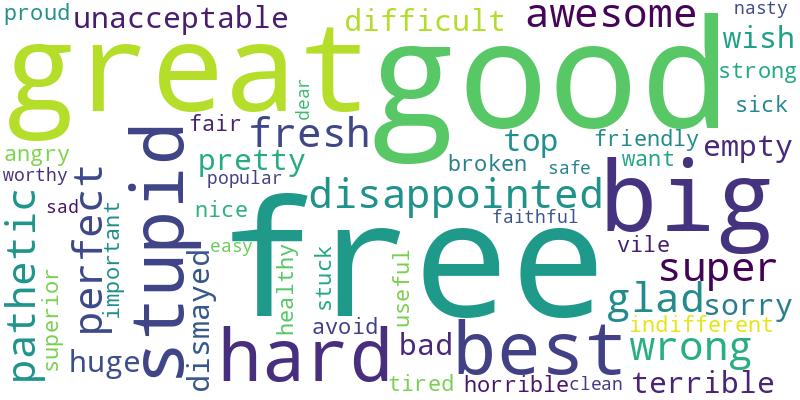 proud
unacceptable
difficult
awesome
nasty
great
good
wish
strong
dear
sick
fair
fresh
top
friendly
empty
angry
stupid
pretty
broken
safe
want
worthy
popular
perfect
disappointed
big
pathetic
sad
important
nice
free
faithful
easy
vile
superior
dismayed
healthy
stuck
useful
super
glad
sorry
huge
hard
avoid
bad
best
indifferent
wrong
tired
horrible
clean
terrible